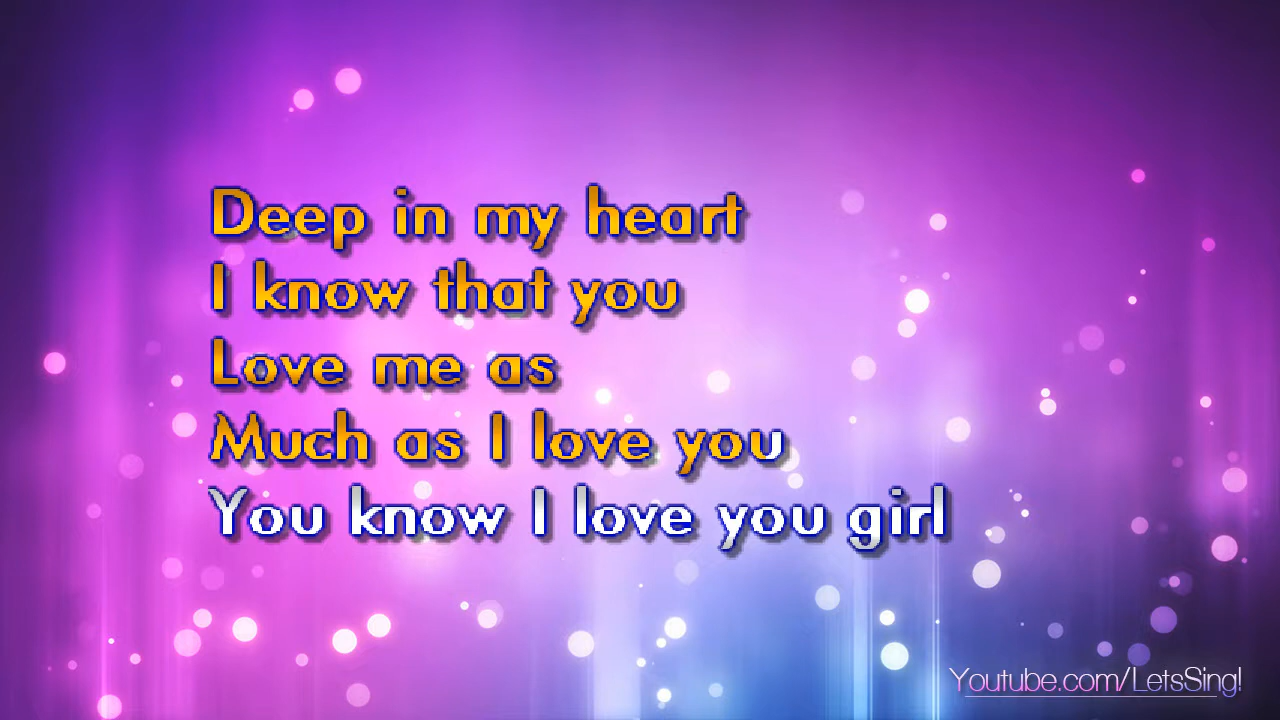 Deep in my heart
I know that you
Love me as
Much as I love you
You know I love you girl
Youtube.com/LetsSing!